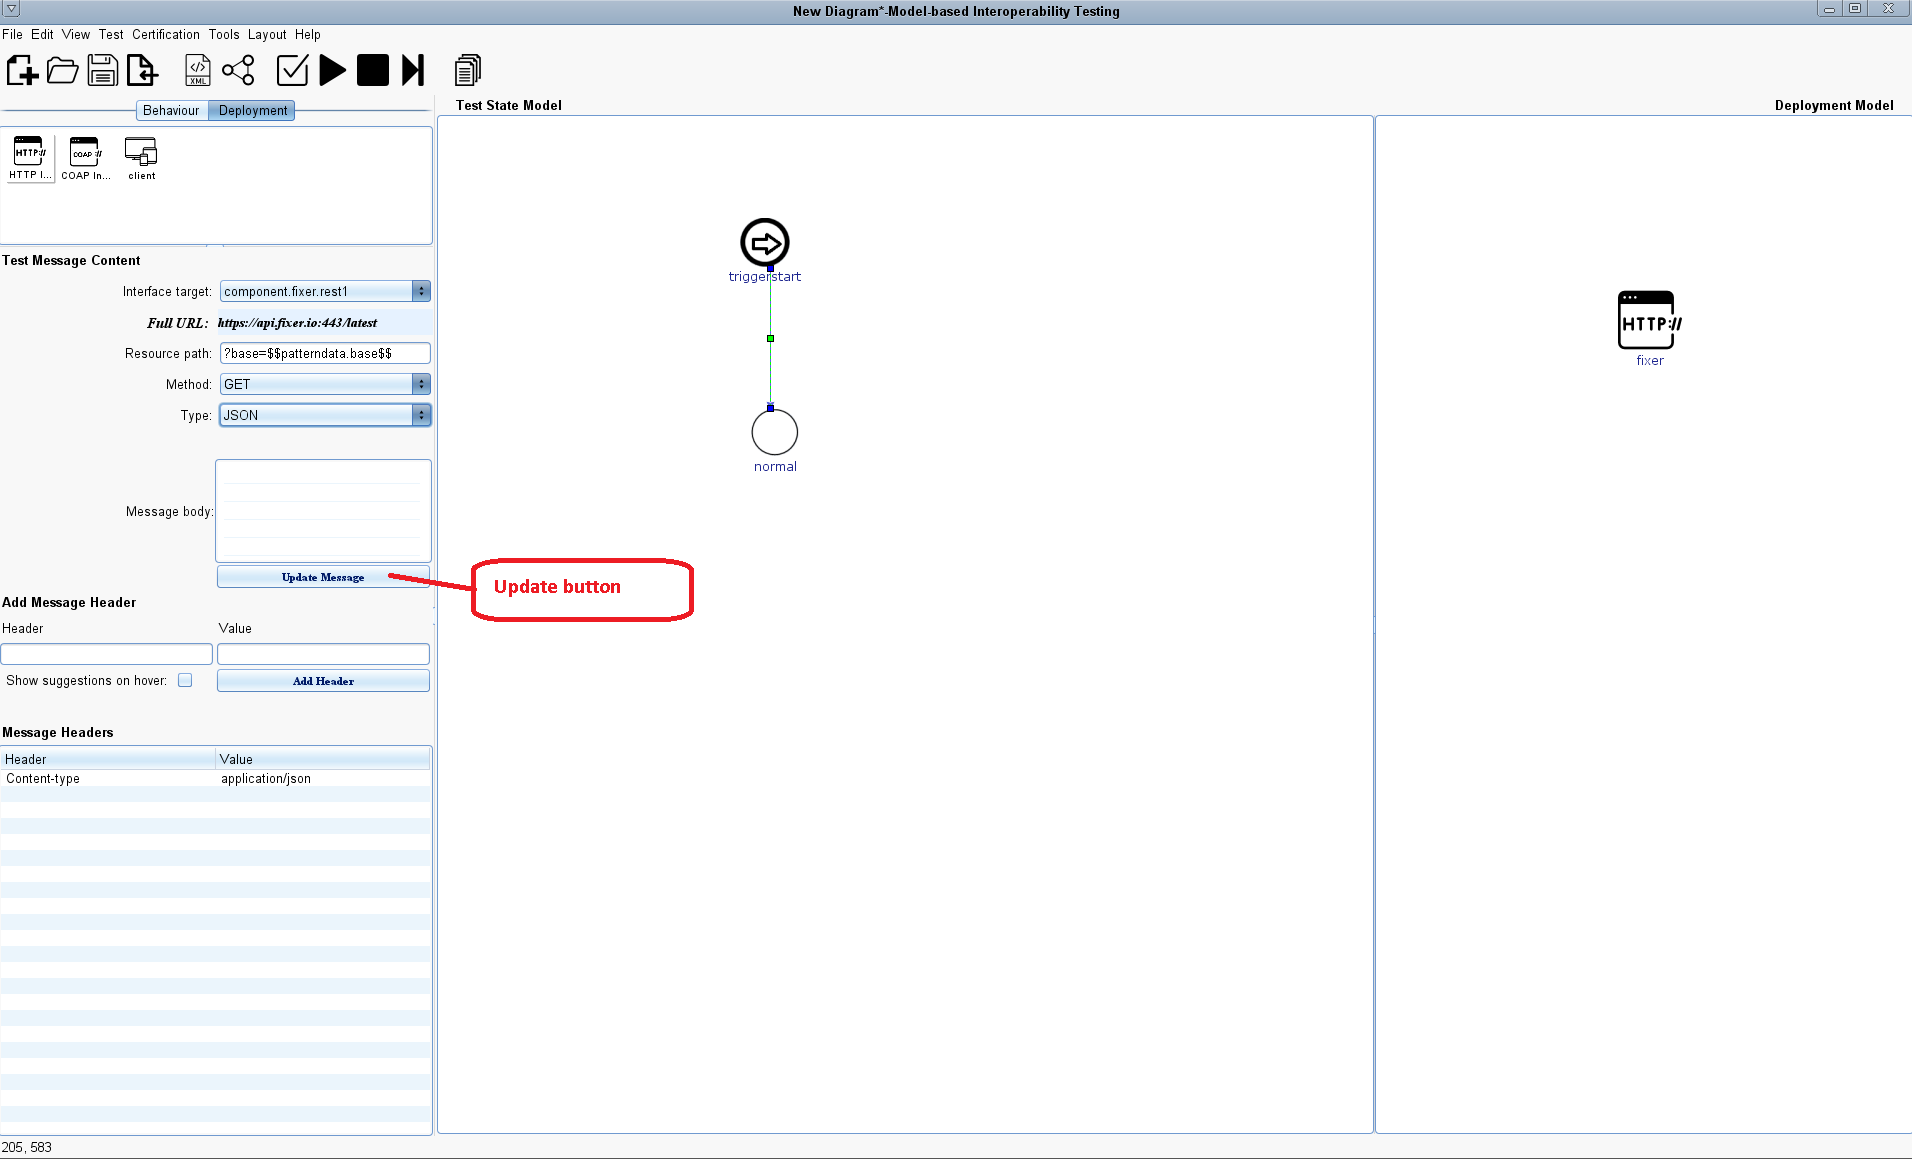 New Diagram*-Model-based Interoperability Testing
File Edit View Test Certification Tools Layout Help
</> XML
Behaviour Deployment
Test State Model
Deployment Model
HTTP:// COAP ://
HTTP I... COAP In... client
Test Message Content
Interface target: component.fixer.rest1
Full URL: https://api.fixer.io:443/latest
Resource path: ?base=$$patterndata.base$$
Method: GET
Type: JSON
Message body:
Update Message
Add Message Header
Header Value
Show suggestions on hover: Add Header
Message Headers
Header Value
Content-type application/json
205, 583
triggerstart
normal
Update button
HTTP://
fixer